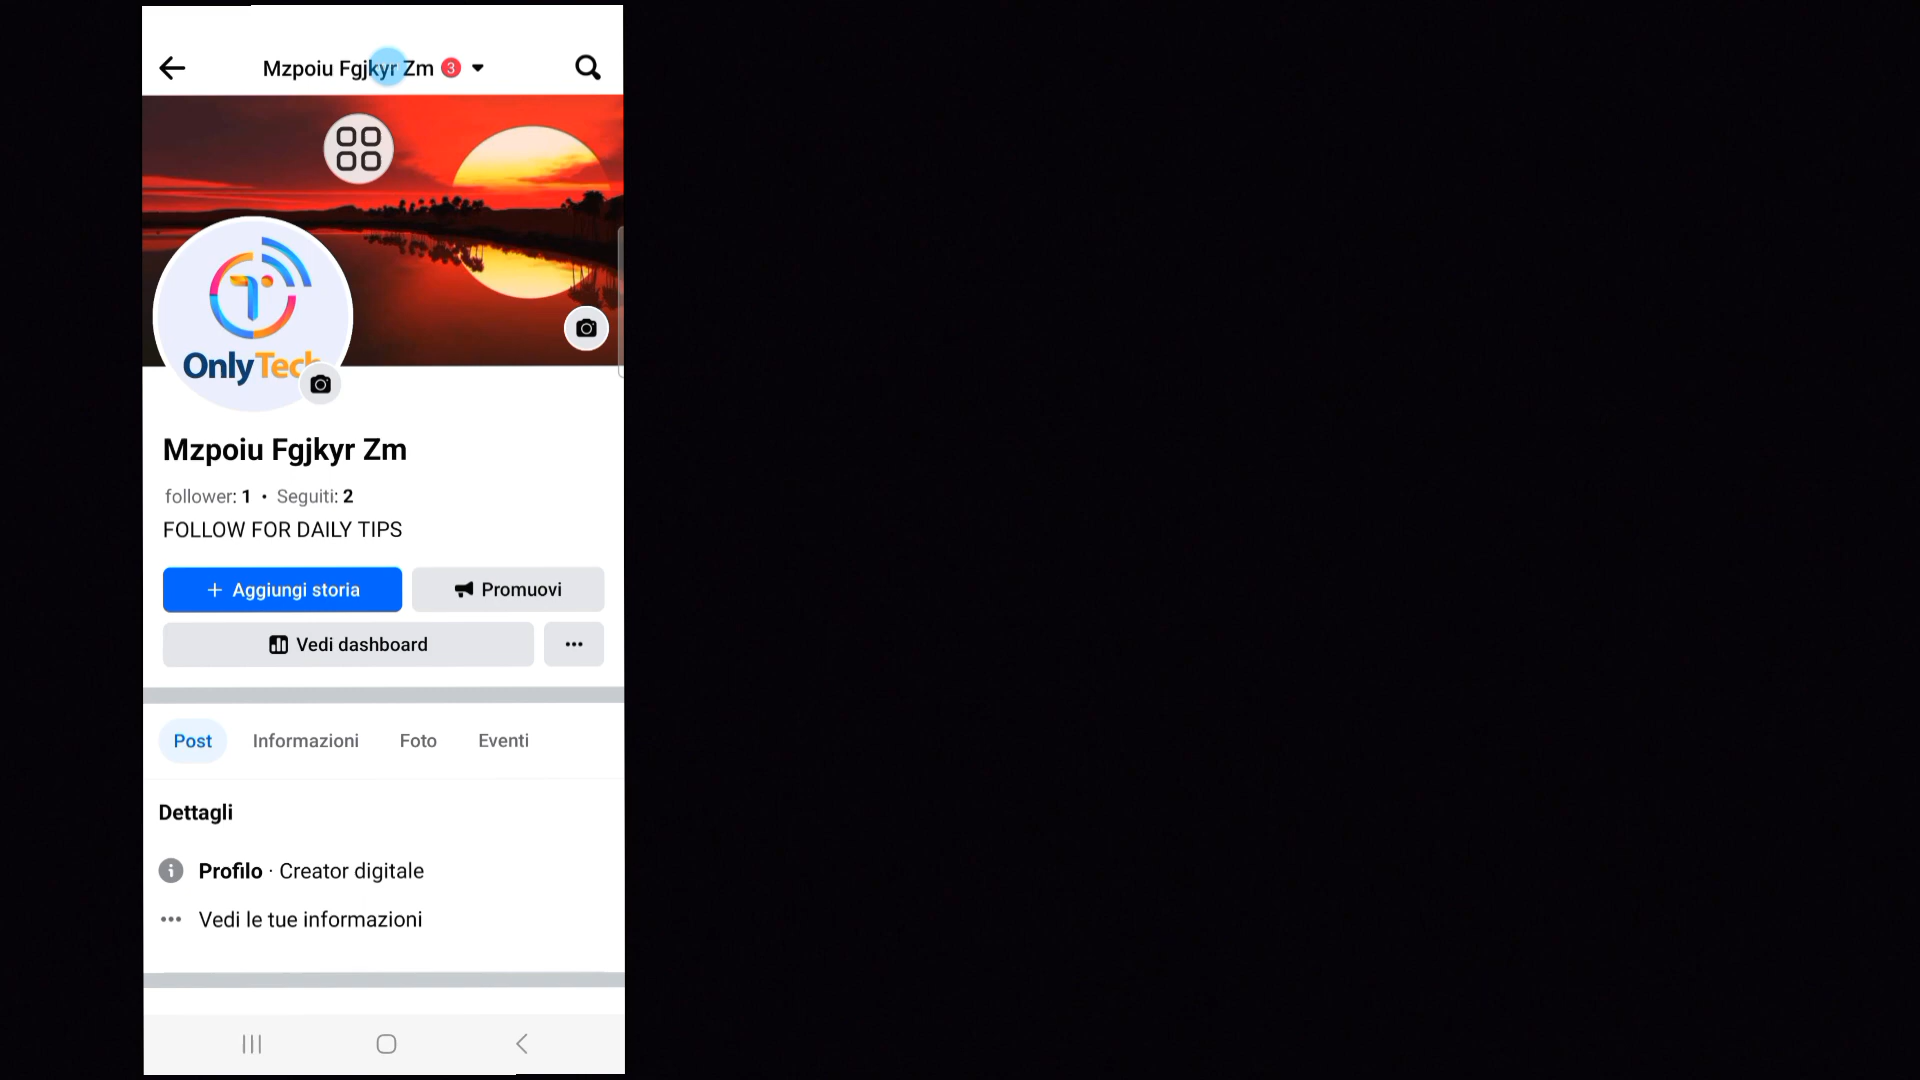 Mzpoiu Fgjkyr Zm 3
OnlyTech
Mzpoiu Fgjkyr Zm
follower: 1 • Seguiti: 2
FOLLOW FOR DAILY TIPS
+ Aggiungi storia
Promuovi
Vedi dashboard
Post Informazioni Foto Eventi
Dettagli
Profilo · Creator digitale
Vedi le tue informazioni